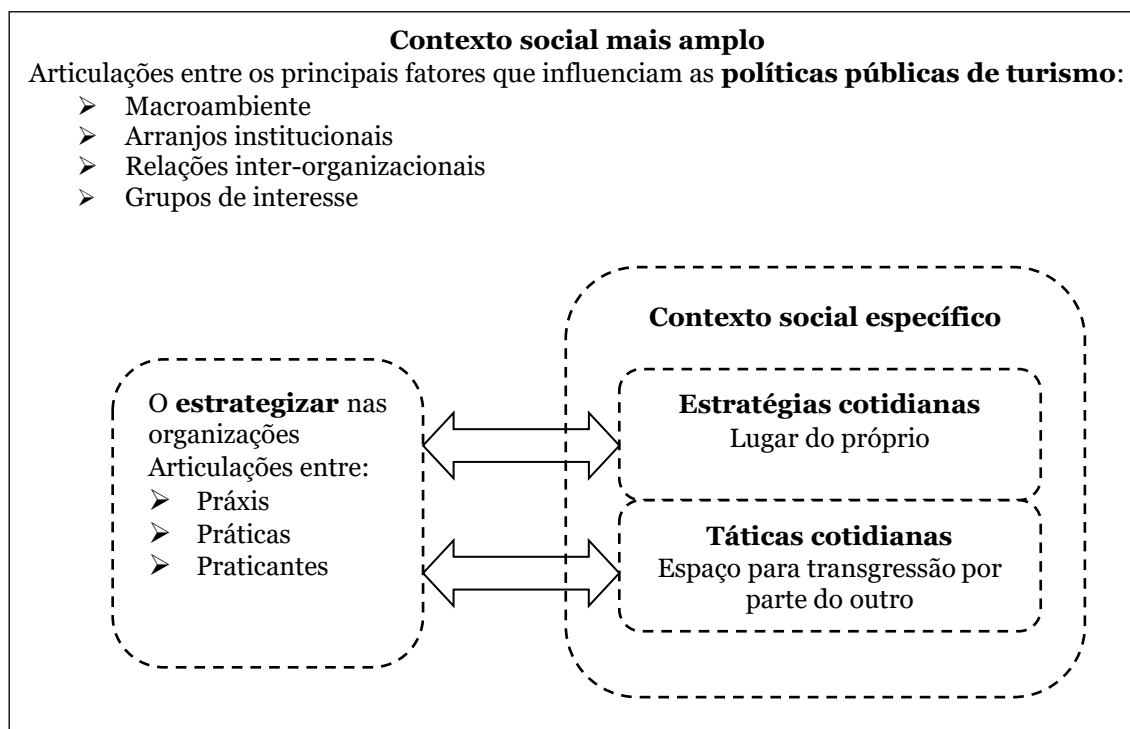 Contexto social mais amplo
Articulações entre os principais fatores que influenciam as políticas públicas de turismo:
➢ Macroambiente
➢ Arranjos institucionais
➢ Relações inter-organizacionais
➢ Grupos de interesse
O estrategizar nas
organizações
Articulações entre:
➢ Práxis
➢ Práticas
➢ Praticantes
Contexto social específico
Estratégias cotidianas
Lugar do próprio
Táticas cotidianas
Espaço para transgressão por
parte do outro